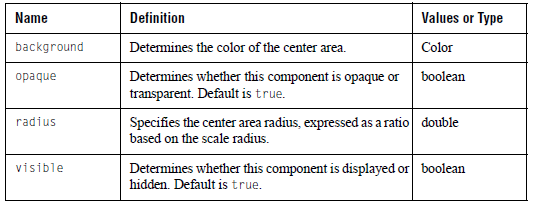 Name Definition Values or Type
background Determines the color of the center area. Color
opaque Determines whether this component is opaque or boolean
transparent. Default is true.
radius Specifies the center area radius, expressed as a ratio double
based on the scale radius.
visible Determines whether this component is displayed or boolean
hidden. Default is true.